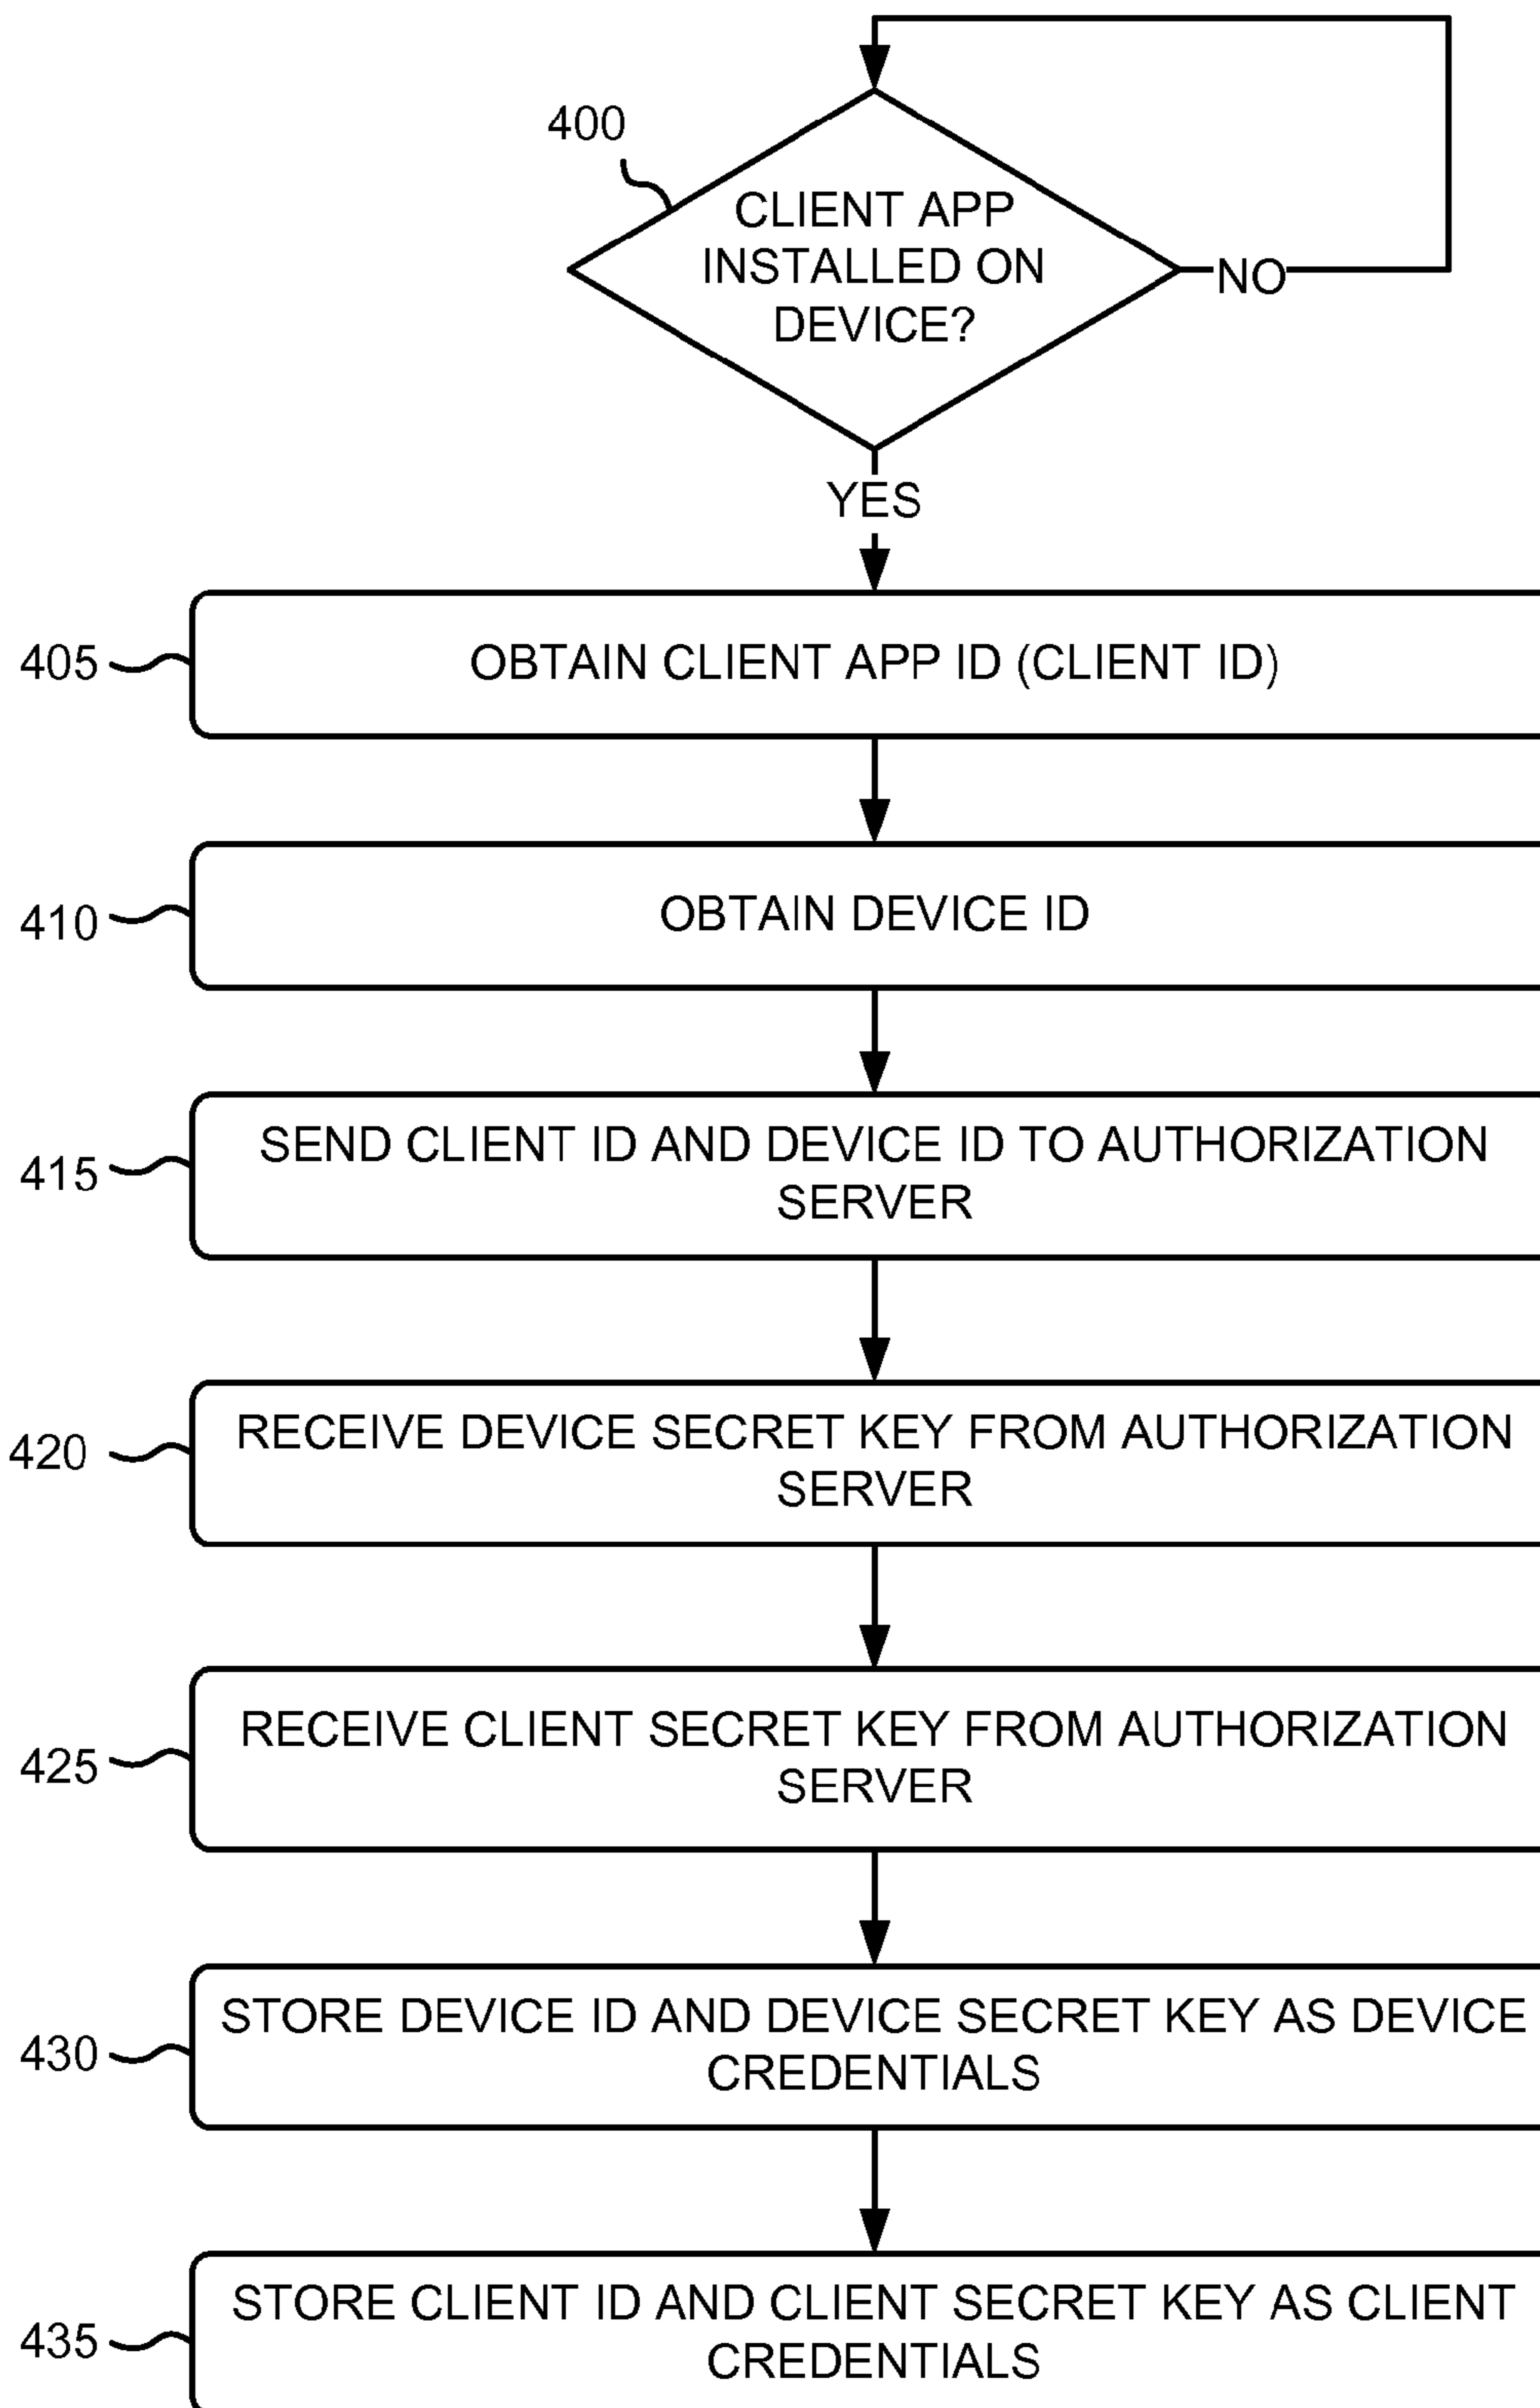 400
CLIENT APP
INSTALLED ON
DEVICE?
NO
YES
405
OBTAIN CLIENT APP ID (CLIENT ID)
410
OBTAIN DEVICE ID
415
SEND CLIENT ID AND DEVICE ID TO AUTHORIZATION
SERVER
420
RECEIVE DEVICE SECRET KEY FROM AUTHORIZATION
SERVER
425
RECEIVE CLIENT SECRET KEY FROM AUTHORIZATION
SERVER
430
STORE DEVICE ID AND DEVICE SECRET KEY AS DEVICE
CREDENTIALS
435
STORE CLIENT ID AND CLIENT SECRET KEY AS CLIENT
CREDENTIALS